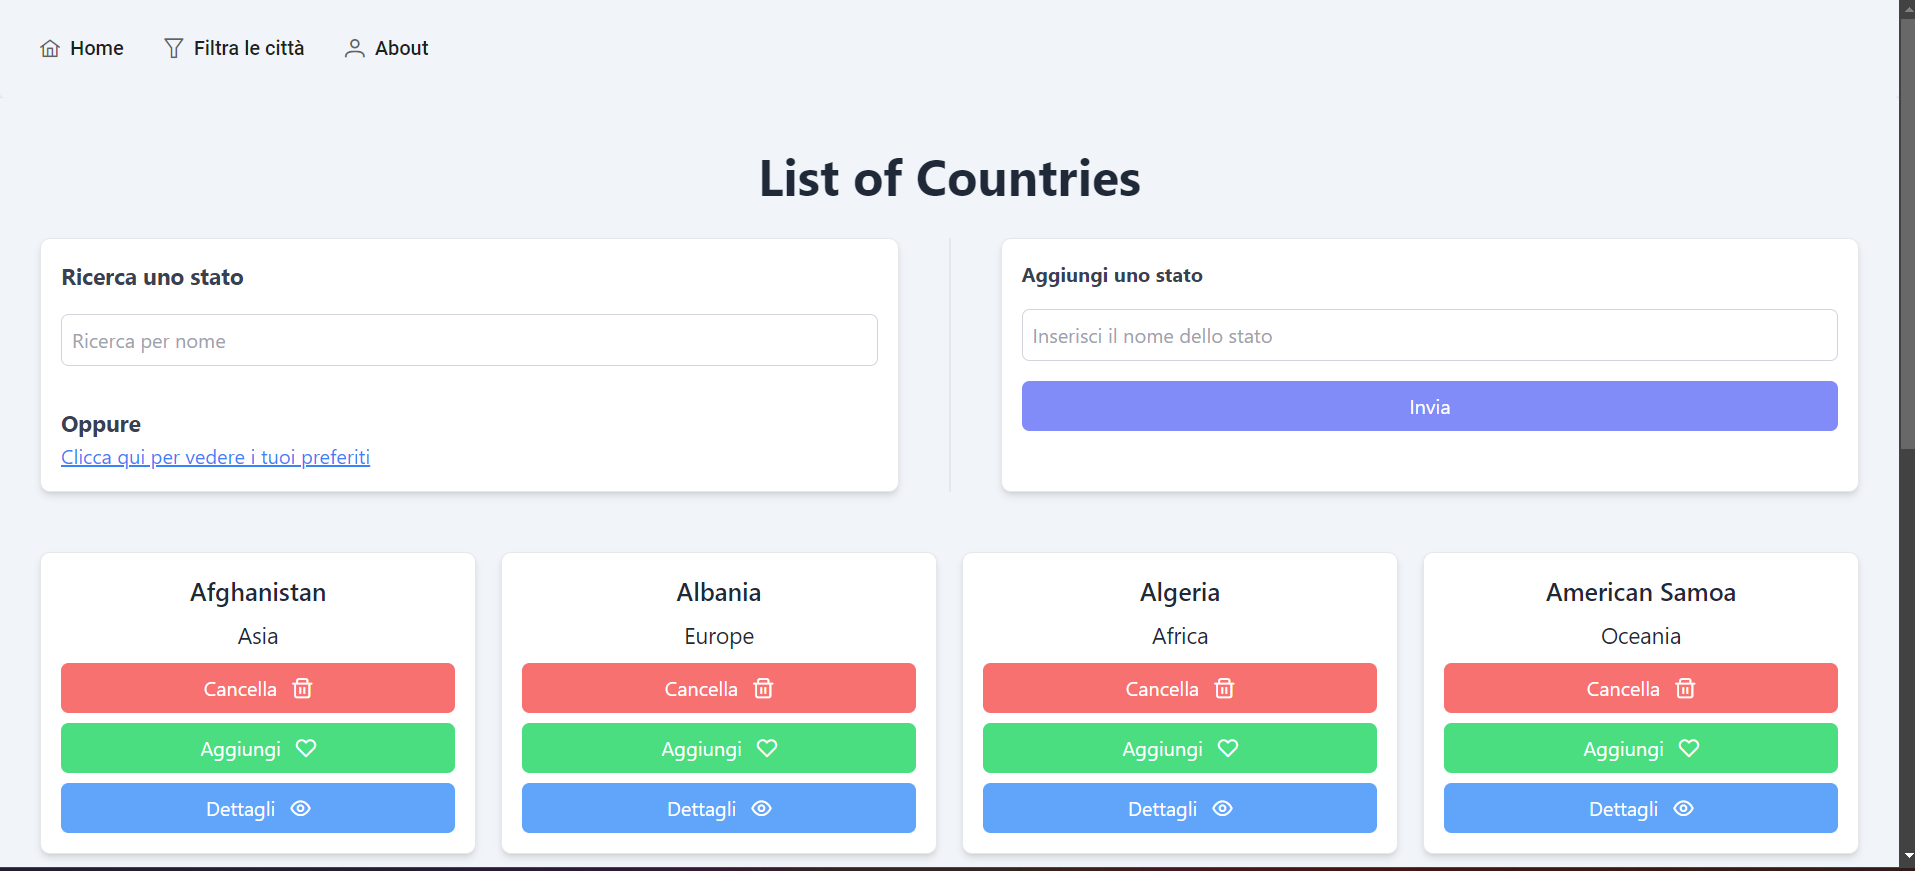 Home
Filtra le città
About
List of Countries
Ricerca uno stato
Ricerca per nome
Oppure
Clicca qui per vedere i tuoi preferiti
Aggiungi uno stato
Inserisci il nome dello stato
Invia
Afghanistan
Asia
Cancella
Aggiungi
Dettagli
Albania
Europe
Cancella
Aggiungi
Dettagli
Algeria
Africa
Cancella
Aggiungi
Dettagli
American Samoa
Oceania
Cancella
Aggiungi
Dettagli